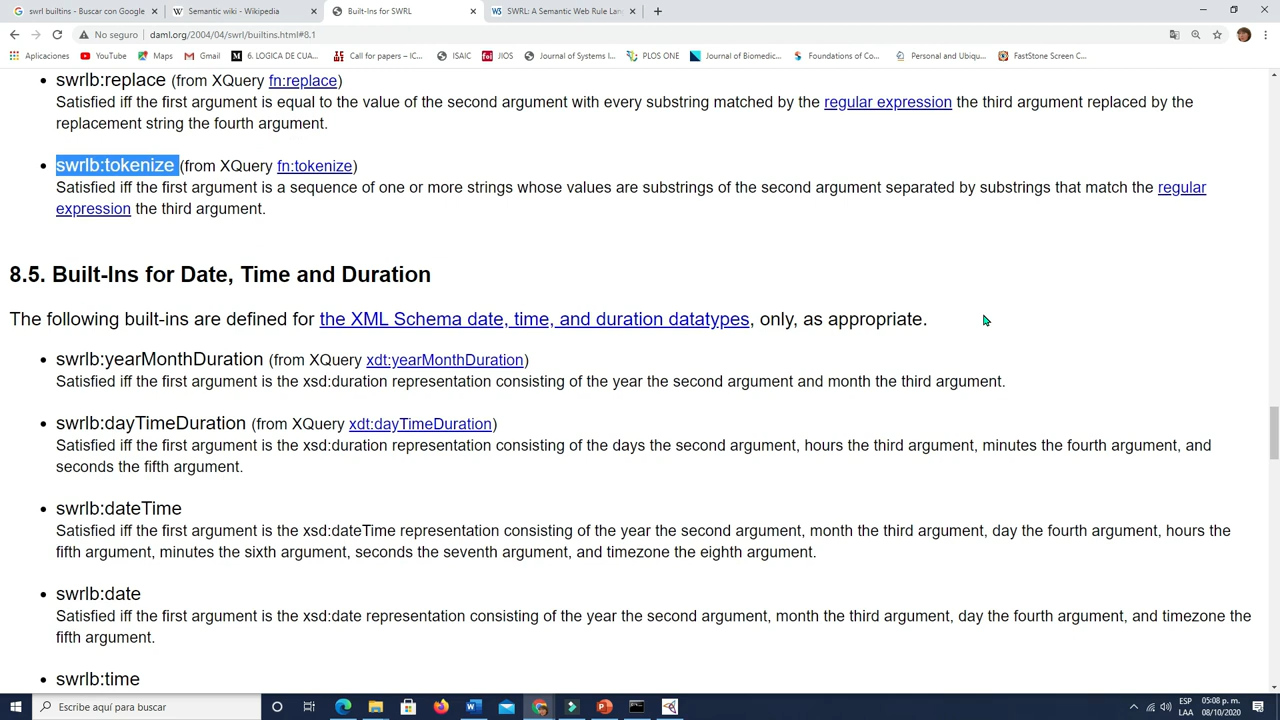 swrl builtins - Buscar con Google
Semantic wiki - Wikipedia
Built-Ins for SWRL
SWRL: A Semantic Web Rule Lan
No seguro | daml.org/2004/04/swrl/builtins.html#8.1
Aplicaciones YouTube Maps Gmail 6. LOGICA DE CUA... Call for papers – IC... ISAIC JIOS Journal of Systems I... PLOS ONE Journal of Biomedic... Foundations of Co... Personal and Ubiqu... FastStone Screen C...
• swrlb:replace (from XQuery fn:replace)
Satisfied iff the first argument is equal to the value of the second argument with every substring matched by the regular expression the third argument replaced by the
replacement string the fourth argument.
• swrlb:tokenize (from XQuery fn:tokenize)
Satisfied iff the first argument is a sequence of one or more strings whose values are substrings of the second argument separated by substrings that match the regular
expression the third argument.
8.5. Built-Ins for Date, Time and Duration
The following built-ins are defined for the XML Schema date, time, and duration datatypes, only, as appropriate.
• swrlb:yearMonthDuration (from XQuery xdt:yearMonthDuration)
Satisfied iff the first argument is the xsd:duration representation consisting of the year the second argument and month the third argument.
• swrlb:dayTimeDuration (from XQuery xdt:dayTimeDuration)
Satisfied iff the first argument is the xsd:duration representation consisting of the days the second argument, hours the third argument, minutes the fourth argument, and
seconds the fifth argument.
• swrlb:dateTime
Satisfied iff the first argument is the xsd:dateTime representation consisting of the year the second argument, month the third argument, day the fourth argument, hours the
fifth argument, minutes the sixth argument, seconds the seventh argument, and timezone the eighth argument.
• swrlb:date
Satisfied iff the first argument is the xsd:date representation consisting of the year the second argument, month the third argument, day the fourth argument, and timezone the
fifth argument.
• swrlb:time
Escribe aquí para buscar
ESP 05:08 p. m.
LAA 08/10/2020